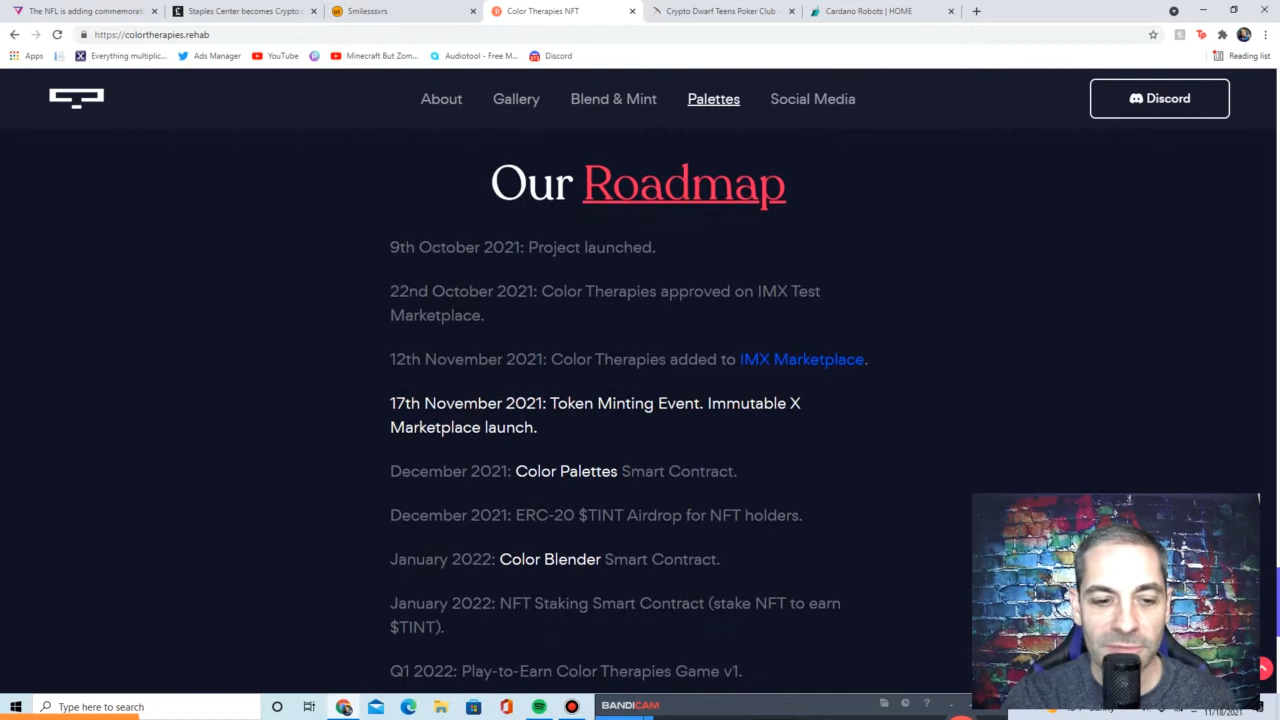 The NFL is adding commemorat
Staples Center becomes Crypto.c
Smilesssvrs
Color Therapies NFT
Crypto Dwarf Teens Poker Club -
Cardano Robots | HOME
https://colortherapies.rehab
Apps
Everything multiplic...
Ads Manager
YouTube
Minecraft But Zom...
Audiotool - Free M...
Discord
Reading list
About
Gallery
Blend & Mint
Palettes
Social Media
Discord
Our Roadmap
9th October 2021: Project launched.
22nd October 2021: Color Therapies approved on IMX Test
Marketplace.
12th November 2021: Color Therapies added to IMX Marketplace.
17th November 2021: Token Minting Event. Immutable X
Marketplace launch.
December 2021: Color Palettes Smart Contract.
December 2021: ERC-20 $TINT Airdrop for NFT holders.
January 2022: Color Blender Smart Contract.
January 2022: NFT Staking Smart Contract (stake NFT to earn
$TINT).
Q1 2022: Play-to-Earn Color Therapies Game v1.
Type here to search
BANDICAM
11/18/2021